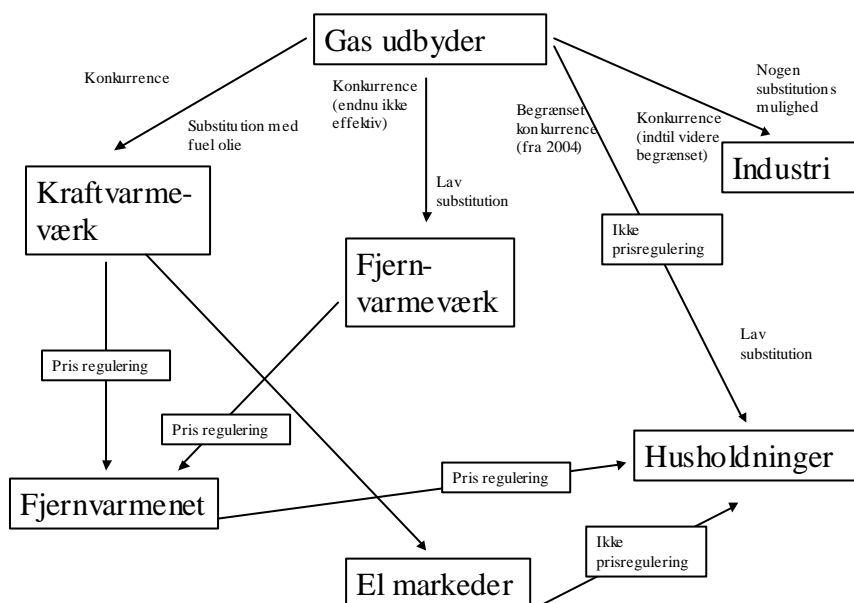 Gas udbyder
Konkurrence
Substitution med
fuel olie
Konkurrence
(endnu ikke
effektiv)
Lav
substitution
Begrænset
konkurrence
(fra 2004)
Konkurrence
(indtil videre
begrænset)
Nogen
substitutions
mulighed
Industri
Kraftvarme-
værk
Fjern-
varmeværk
Ikke
prisregulering
Lav
substitution
Pris regulering
Pris regulering
Husholdninger
Fjernvarmenet
Pris regulering
Ikke
prisregulering
El markeder